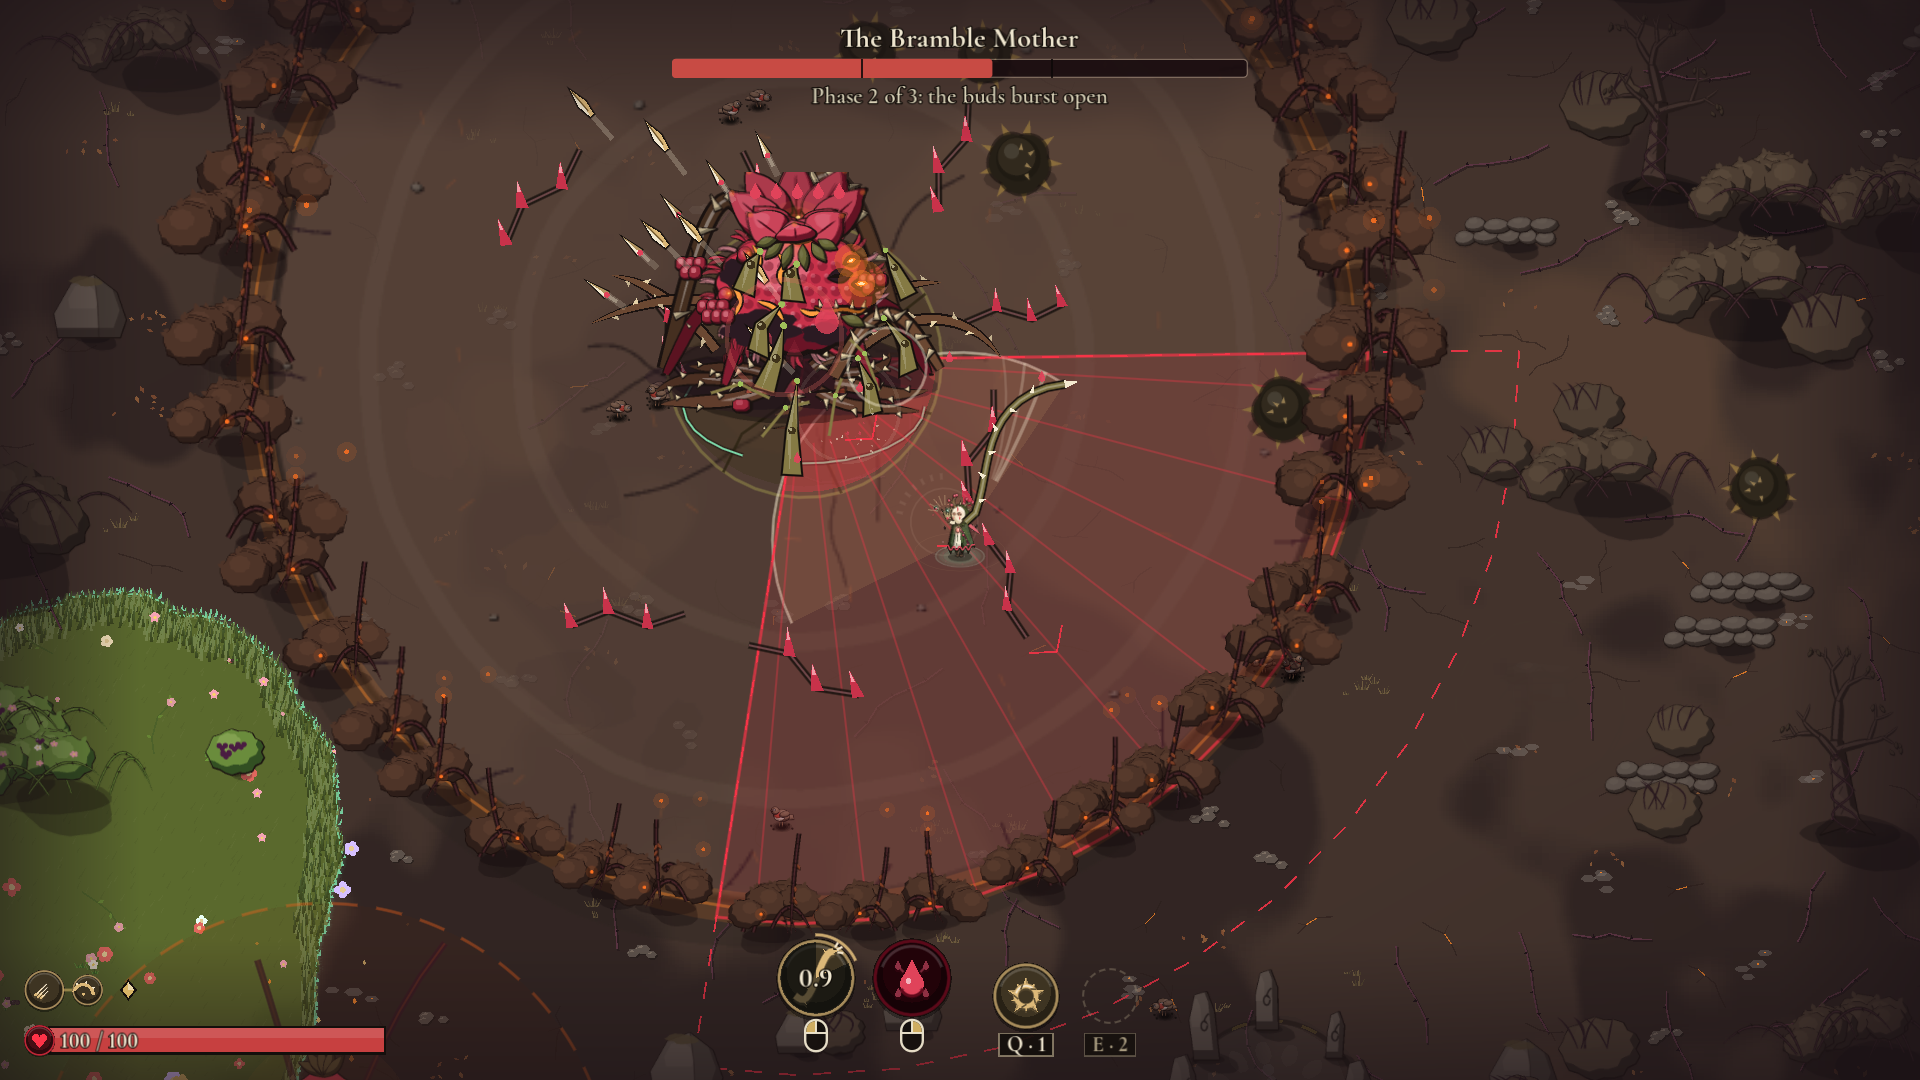 The Bramble Mother
Phase 2 of 3: the buds burst open
0.9
100 / 100
Q · 1
E · 2